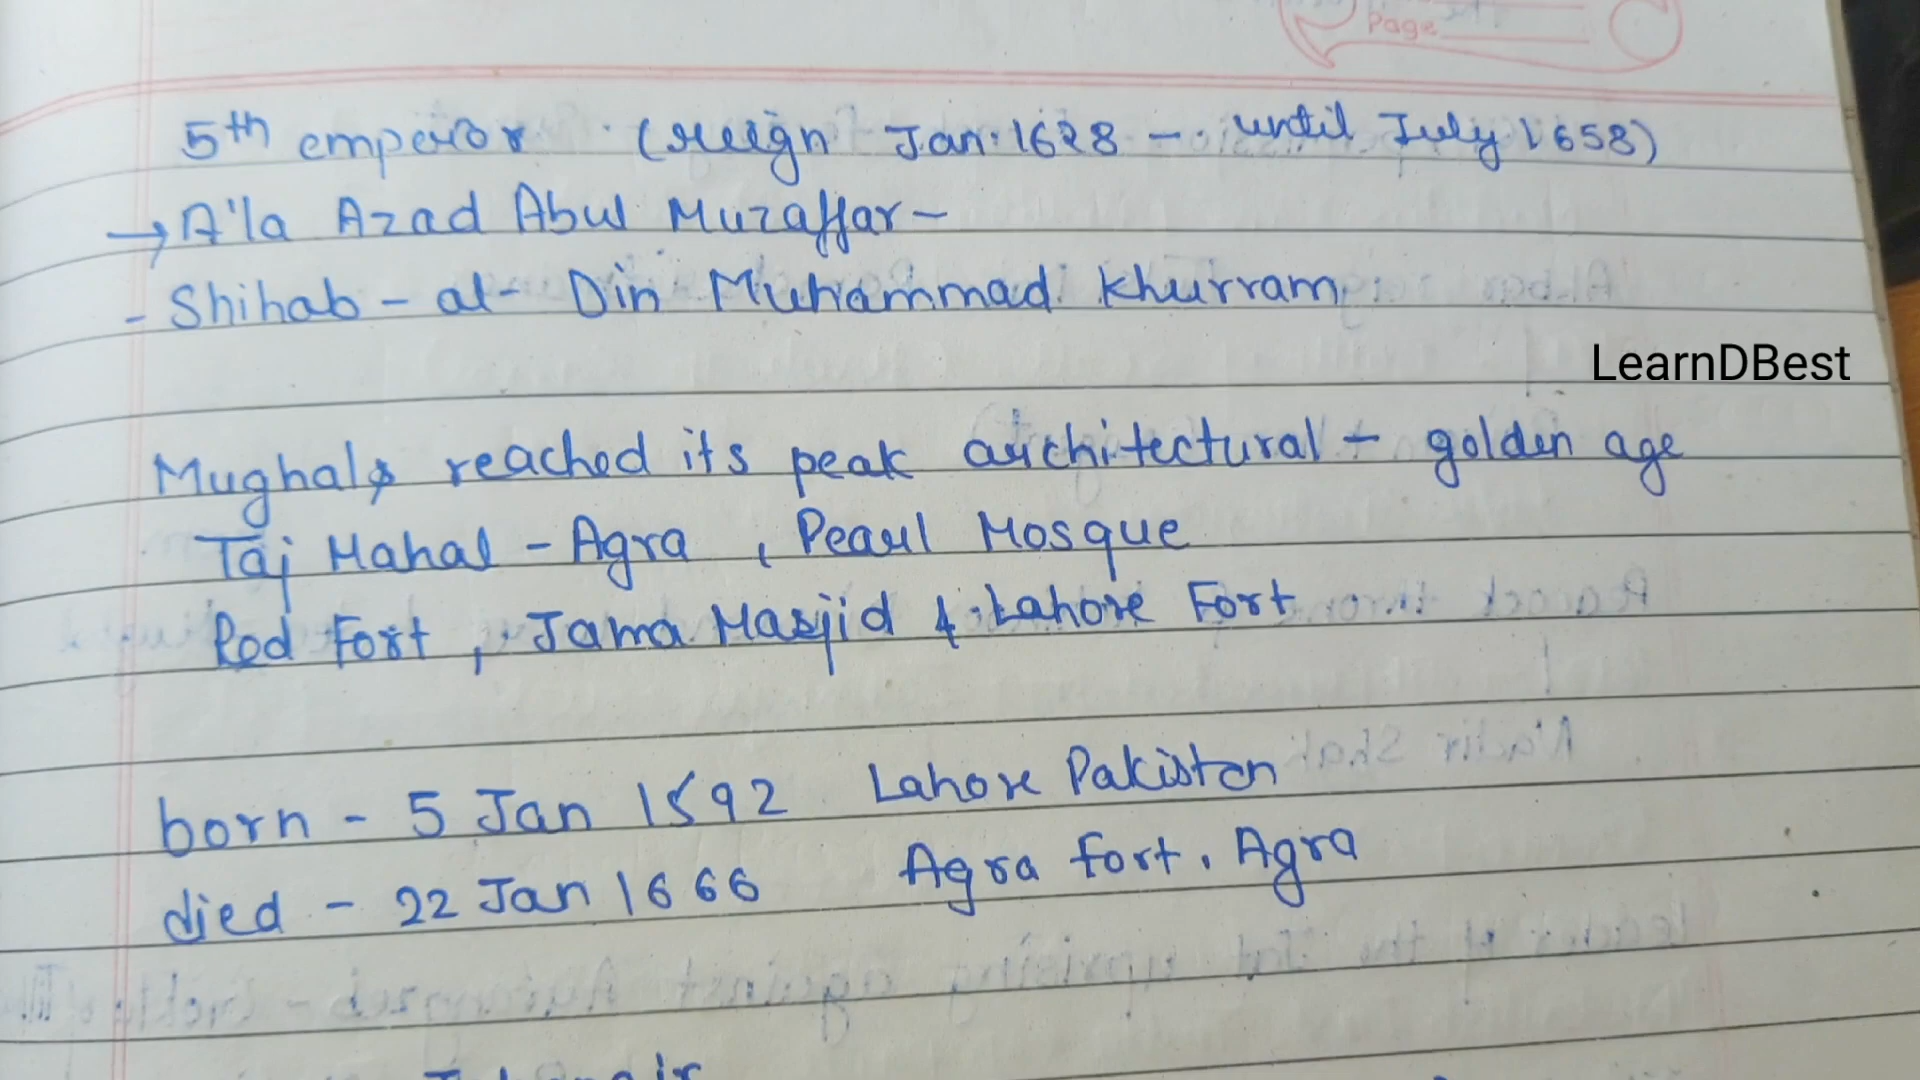 Page
5th emperor (reign Jan. 1628 - until July 1658)
→ A'la Azad Abul Muzaffar -
- Shihab - al - Din Muhammad Khurram
LearnDBest
Mughals reached its peak architectural - golden age
Taj Mahal - Agra , Pearl Mosque
Red Fort , Jama Masjid & Lahore Fort
born - 5 Jan 1592 Lahore Pakistan
died - 22 Jan 1666 Agra fort, Agra